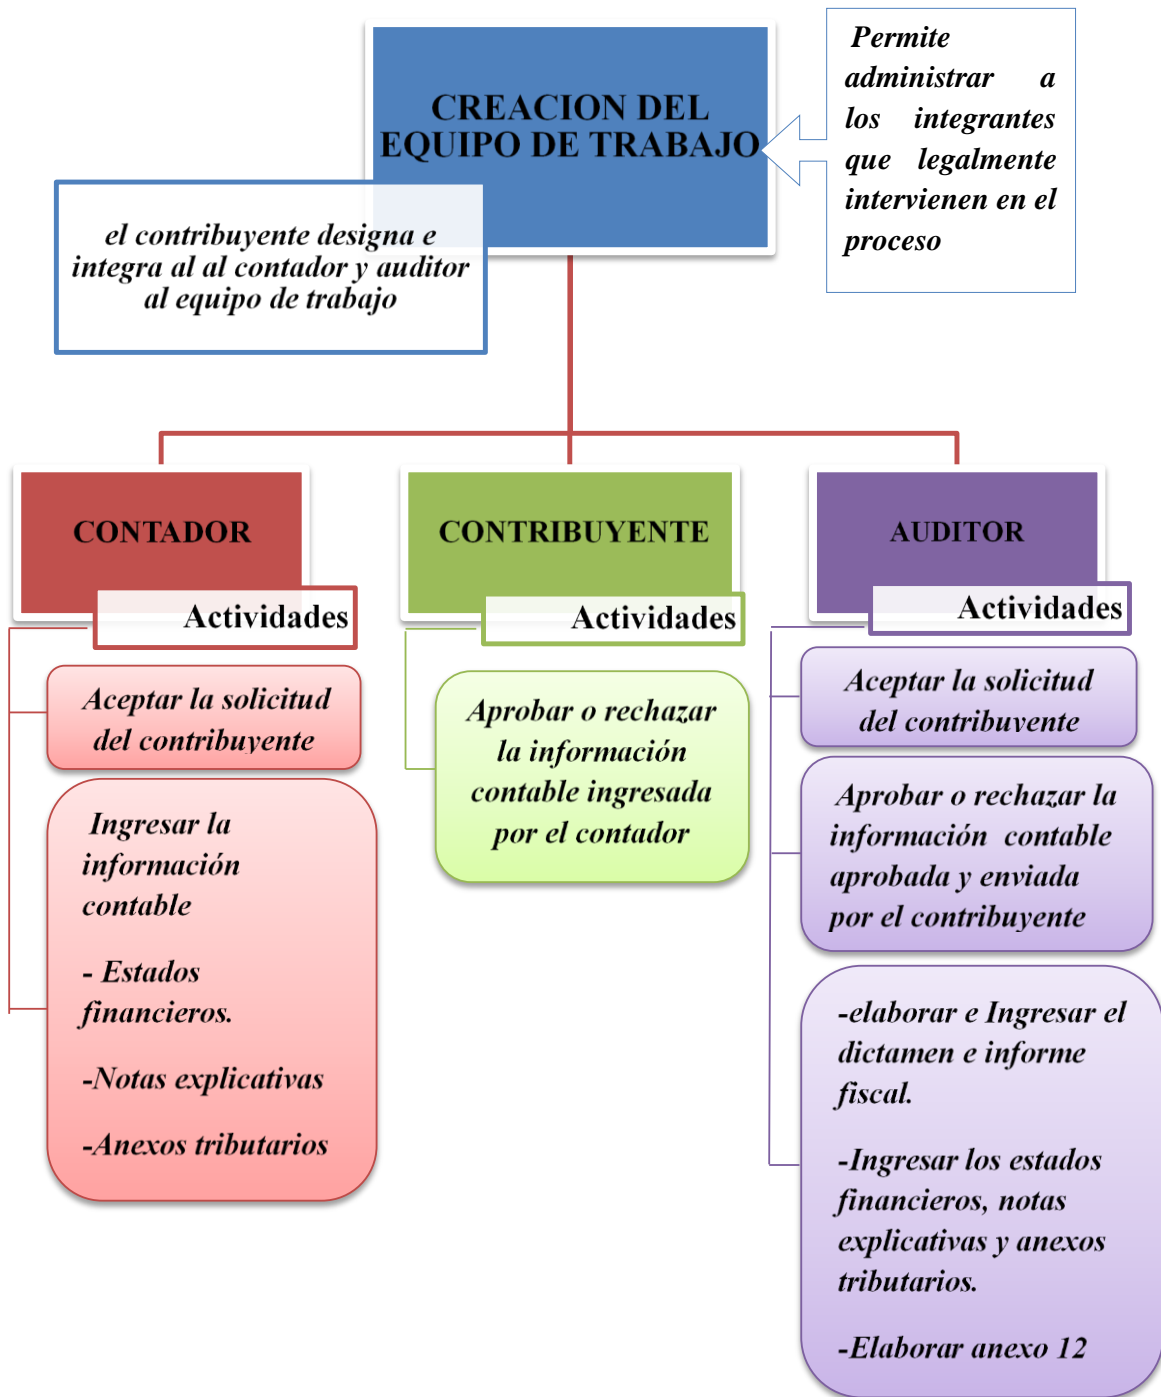 CREACION DEL
EQUIPO DE TRABAJO
Permite
administrar a
los integrantes
que legalmente
intervienen en el
proceso
el contribuyente designa e
integra al al contador y auditor
al equipo de trabajo
CONTADOR
Actividades
Aceptar la solicitud
del contribuyente
Ingresar la
información
contable
- Estados
financieros.
-Notas explicativas
-Anexos tributarios
CONTRIBUYENTE
Actividades
Aprobar o rechazar
la información
contable ingresada
por el contador
AUDITOR
Actividades
Aceptar la solicitud
del contribuyente
Aprobar o rechazar la
información contable
aprobada y enviada
por el contribuyente
-elaborar e Ingresar el
dictamen e informe
fiscal.
-Ingresar los estados
financieros, notas
explicativas y anexos
tributarios.
-Elaborar anexo 12